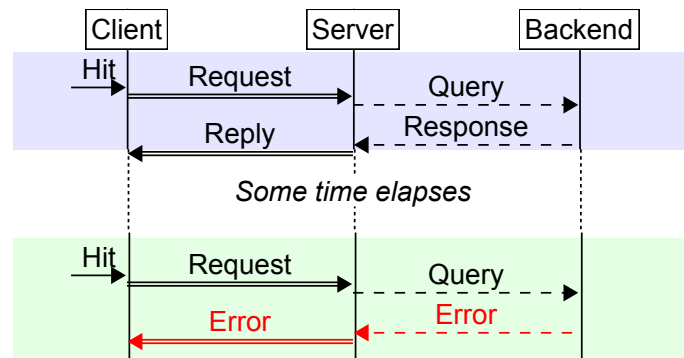 Client Server Backend
Hit
Request
Query
Response
Reply
Some time elapses
Hit
Request
Query
Error
Error